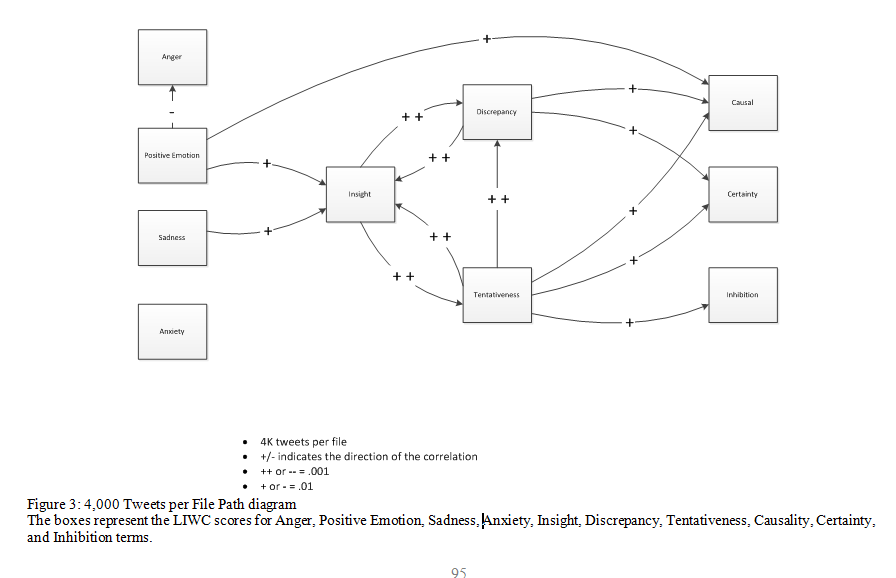 Anger
+
Causal
-
Discrepancy
+
+ +
+
Positive Emotion
+
+ +
Insight
Certainty
+ +
Sadness
+
+
+ +
+
+ +
Tentativeness
Inhibition
+
Anxiety
• 4K tweets per file
• +/- indicates the direction of the correlation
• ++ or -- = .001
• + or - = .01
Figure 3: 4,000 Tweets per File Path diagram
The boxes represent the LIWC scores for Anger, Positive Emotion, Sadness, Anxiety, Insight, Discrepancy, Tentativeness, Causality, Certainty,
and Inhibition terms.
95